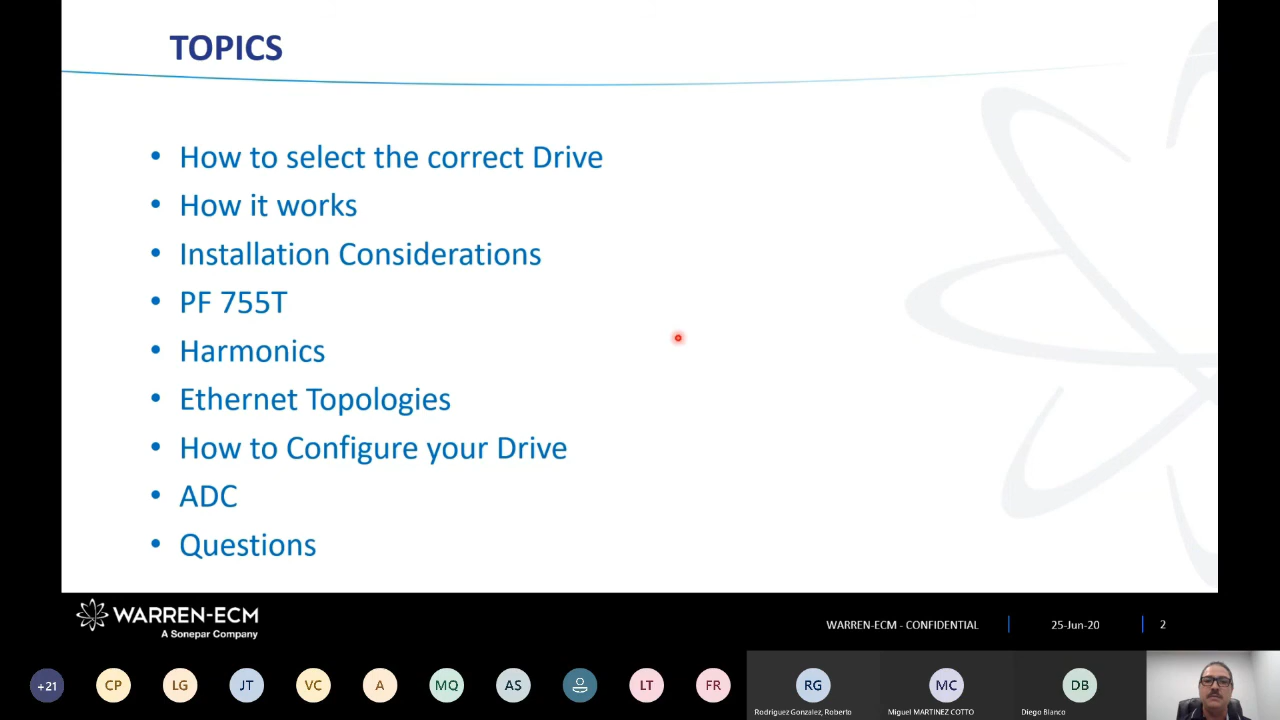 TOPICS
• How to select the correct Drive
• How it works
• Installation Considerations
• PF 755T
• Harmonics
• Ethernet Topologies
• How to Configure your Drive
• ADC
• Questions
WARREN-ECM
A Sonepar Company
WARREN-ECM - CONFIDENTIAL
25-Jun-20
2
+21
CP
LG
JT
VC
A
MQ
AS
LT
FR
RG
MC
DB
Rodriguez Gonzalez, Roberto
Miguel MARTINEZ COTTO
Diego Blanco